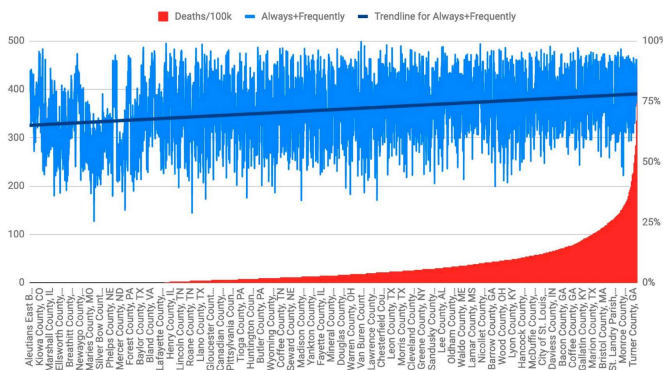 Deaths/100k Always+Frequently Trendline for Always+Frequently
500
400
300
200
100
0
100%
75%
50%
25%
0%
Aleutians East B...
Kiowa County, CO
Marshall County, IL
Ellsworth County,...
Breathitt County,...
Newaygo County,...
Maries County, MO
Silver Bow Count...
Phelps County, NE
Mercer County, ND
Forest County, PA
Baylor County, TX
Bland County, VA
Lafayette County,...
Henry County, IL
Lincoln County, TN
Roane County, TN
Llano County, TX
Gloucester Count...
Canadian County,...
Pittsylvania Coun...
Tioga County, PA
Huntington Coun...
Butler County, PA
Wyoming County,...
Coffee County, TN
Seward County, NE
Madison County,...
Yankton County,...
Fayette County, IL
Mineral County,...
Douglas County,...
Warren County, OH
Van Buren Count...
Lawrence County,...
Chesterfield Cou...
Leon County, TX
Morris County, TX
Cleveland County,...
Greene County, NY
Sandusky County,...
Lee County, AL
Oldham County,...
Waldo County, ME
Lamar County, MS
Nicollet County,...
Barrow County, GA
Wood County, OH
Lyon County, KY
Hancock County,...
McDuffie County,...
City of St. Louis,...
Daviess County, IN
Bacon County, GA
Coffee County, GA
Gallatin County, KY
Marion County, TX
Bristol County, MA
St. Landry Parish,...
Monroe County,...
Turner County, GA